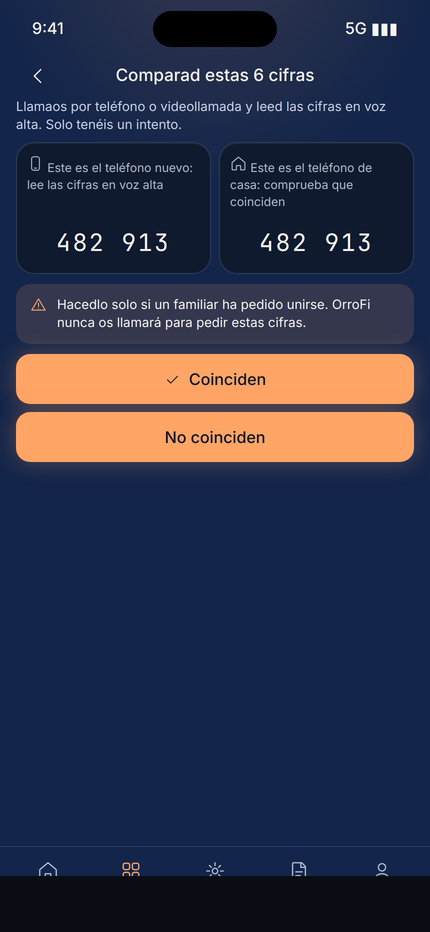 9:41
5G
Comparad estas 6 cifras
Llamaos por teléfono o videollamada y leed las cifras en voz
alta. Solo tenéis un intento.
Este es el teléfono nuevo:
lee las cifras en voz alta
482 913
Este es el teléfono de
casa: comprueba que
coinciden
482 913
Hacedlo solo si un familiar ha pedido unirse. OrroFi
nunca os llamará para pedir estas cifras.
Coinciden
No coinciden